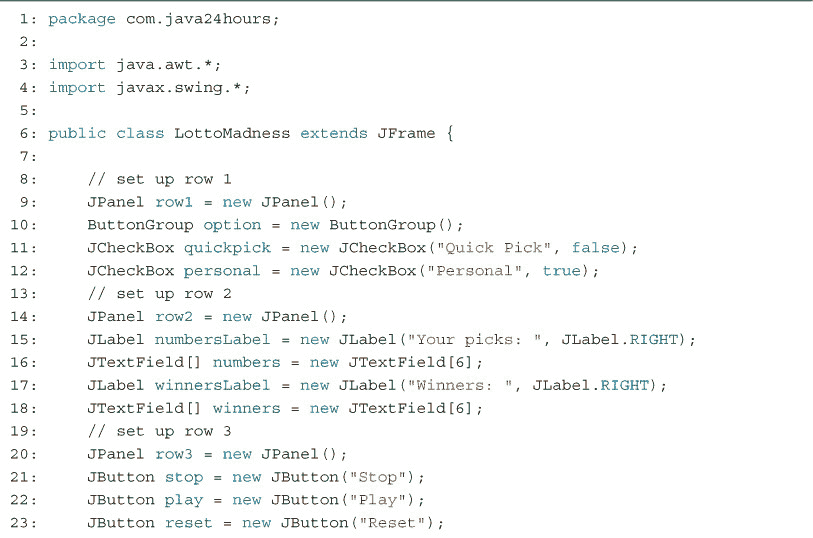 1: package com.java24hours;
2:
3: import java.awt.*;
4: import javax.swing.*;
5:
6: public class LottoMadness extends JFrame {
7:
8:     // set up row 1
9:     JPanel row1 = new JPanel();
10:     ButtonGroup option = new ButtonGroup();
11:     JCheckBox quickpick = new JCheckBox("Quick Pick", false);
12:     JCheckBox personal = new JCheckBox("Personal", true);
13:     // set up row 2
14:     JPanel row2 = new JPanel();
15:     JLabel numbersLabel = new JLabel("Your picks: ", JLabel.RIGHT);
16:     JTextField[] numbers = new JTextField[6];
17:     JLabel winnersLabel = new JLabel("Winners: ", JLabel.RIGHT);
18:     JTextField[] winners = new JTextField[6];
19:     // set up row 3
20:     JPanel row3 = new JPanel();
21:     JButton stop = new JButton("Stop");
22:     JButton play = new JButton("Play");
23:     JButton reset = new JButton("Reset");